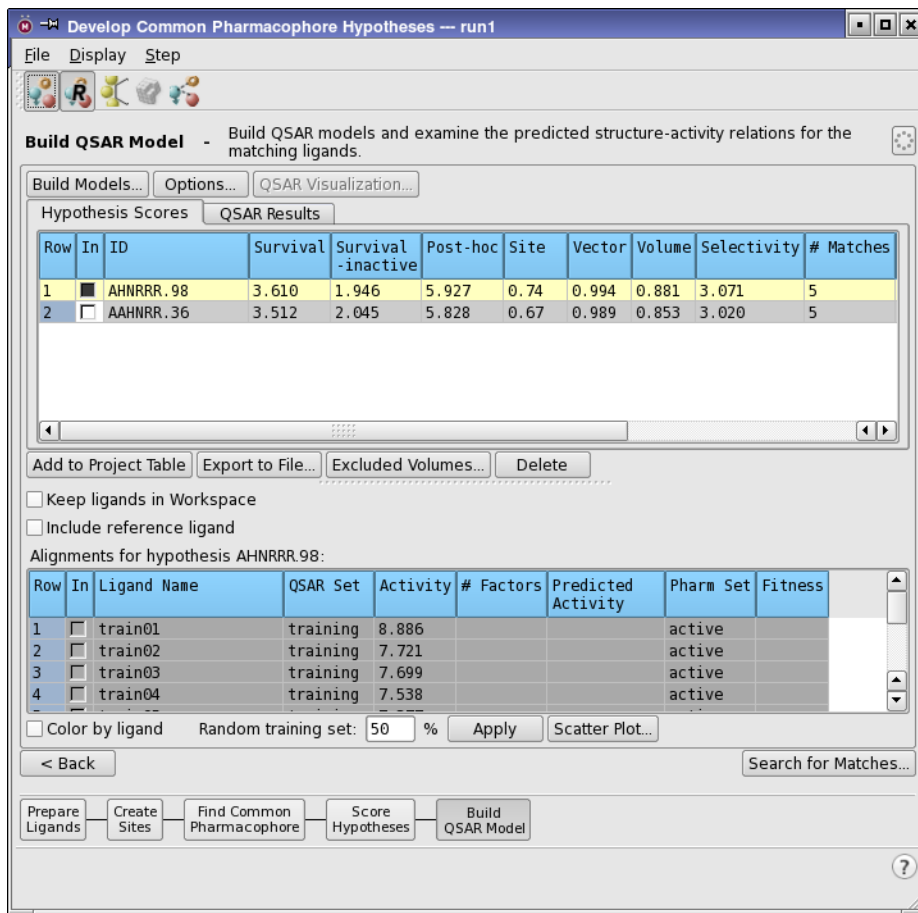 Develop Common Pharmacophore Hypotheses --- run1
File Display Step
R
Build QSAR Model - Build QSAR models and examine the predicted structure-activity relations for the
matching ligands.
Build Models... Options... QSAR Visualization...
Hypothesis Scores QSAR Results
Row In ID Survival Survival Post-hoc Site Vector Volume Selectivity # Matches
-inactive
1 AHNRRR.98 3.610 1.946 5.927 0.74 0.994 0.881 3.071 5
2 AAHNRR.36 3.512 2.045 5.828 0.67 0.989 0.853 3.020 5
Add to Project Table Export to File... Excluded Volumes... Delete
Keep ligands in Workspace
Include reference ligand
Alignments for hypothesis AHNRRR.98:
Row In Ligand Name QSAR Set Activity # Factors Predicted Pharm Set Fitness
Activity
1 train01 training 8.886 active
2 train02 training 7.721 active
3 train03 training 7.699 active
4 train04 training 7.538 active
Color by ligand Random training set: 50 % Apply Scatter Plot...
< Back Search for Matches...
Prepare Create Find Common Score Build
Ligands Sites Pharmacophore Hypotheses QSAR Model
?